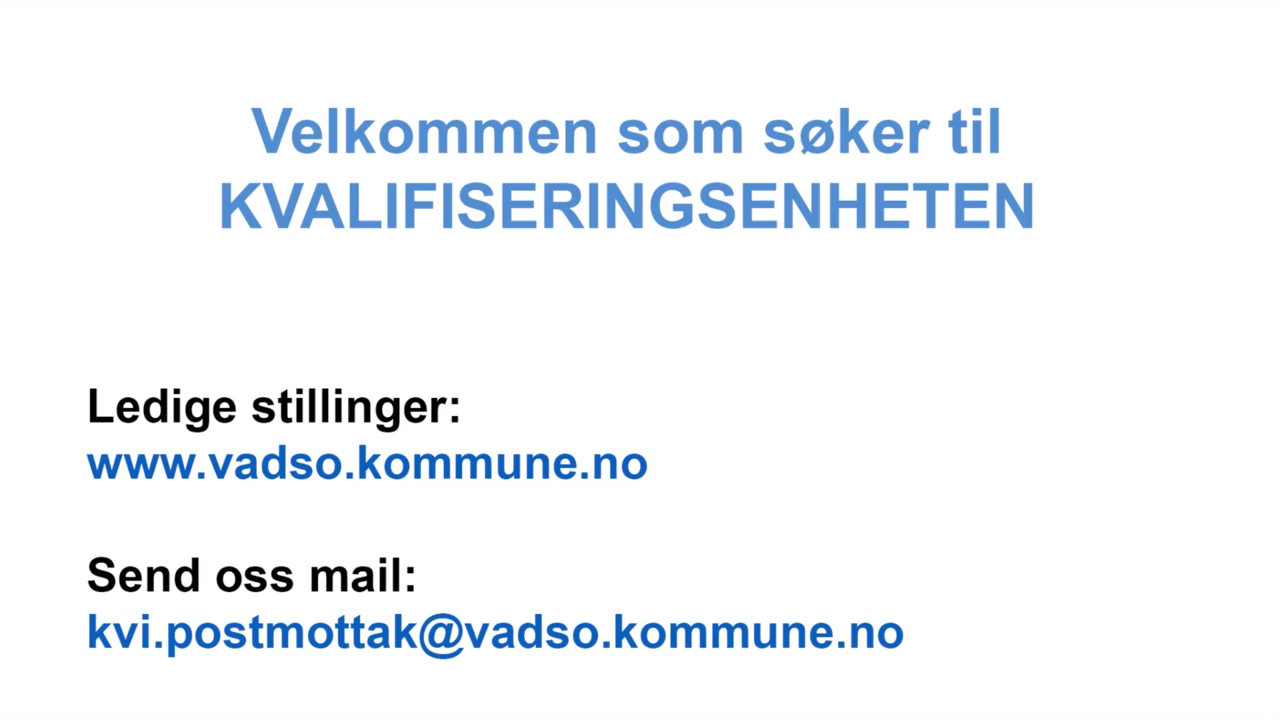 Velkommen som søker til
KVALIFISERINGSENHETEN
Ledige stillinger:
www.vadso.kommune.no
Send oss mail:
kvi.postmottak@vadso.kommune.no